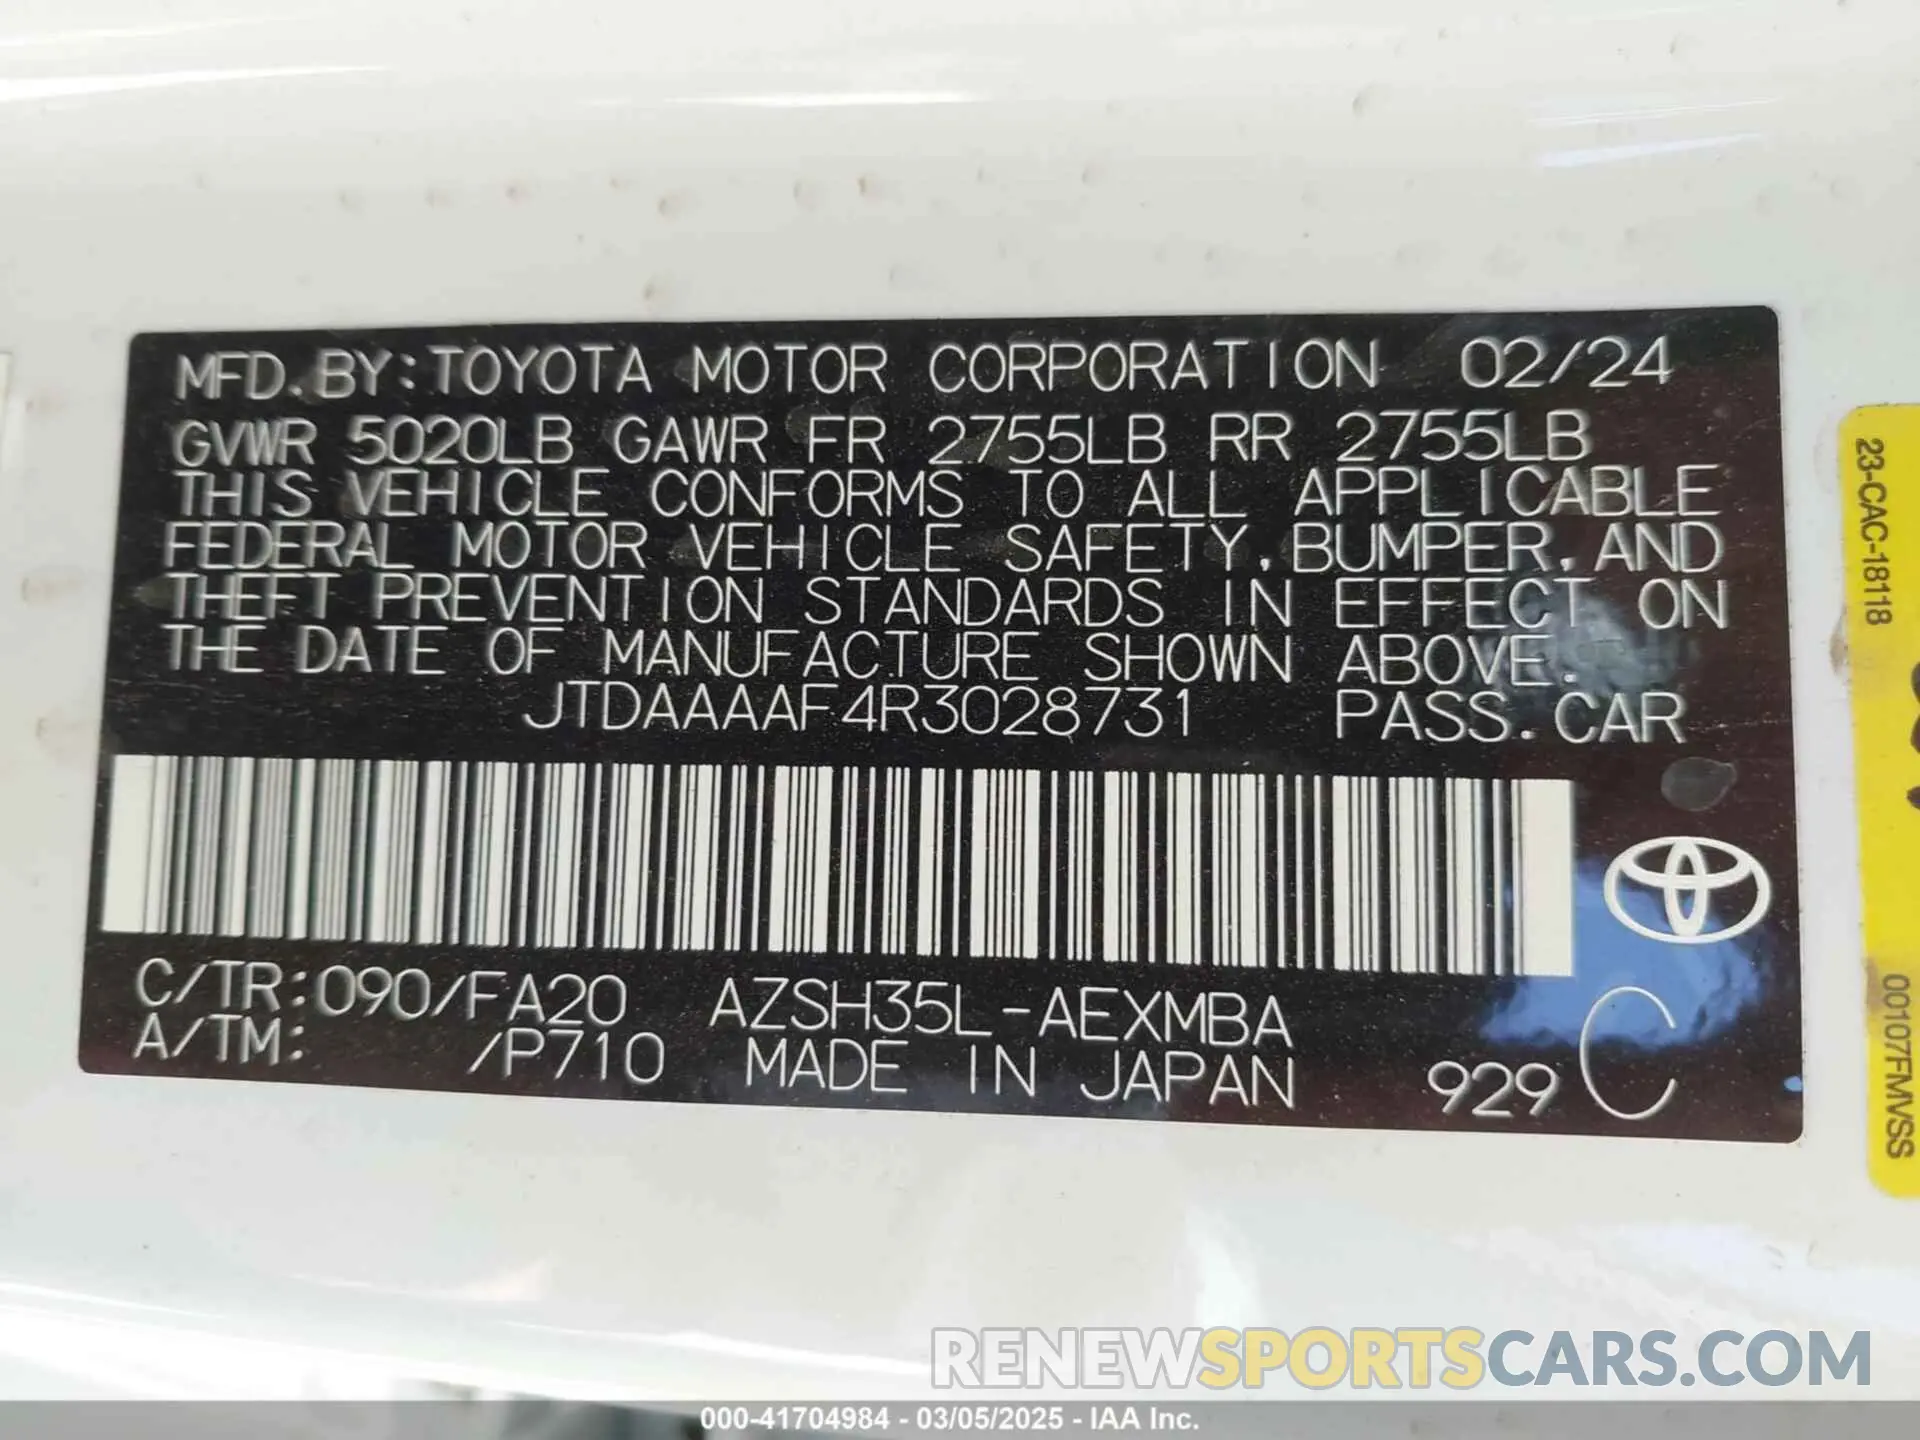 MFD. BY: TOYOTA MOTOR CORPORATION 02/24
GVWR 5020LB GAWR FR 2755LB RR 2755LB
THIS VEHICLE CONFORMS TO ALL APPLICABLE
FEDERAL MOTOR VEHICLE SAFETY, BUMPER, AND
THEFT PREVENTION STANDARDS IN EFFECT ON
THE DATE OF MANUFACTURE SHOWN ABOVE.
JTDAAAAF4R3028731 PASS. CAR
C/TR: 090/FA20 AZSH35L-AEXMBA
A/TM: /P710 MADE IN JAPAN 929 C
23-CAC-18118
00107FMVSS
RENEWSPORTSCARS.COM
000-41704984 - 03/05/2025 - IAA Inc.